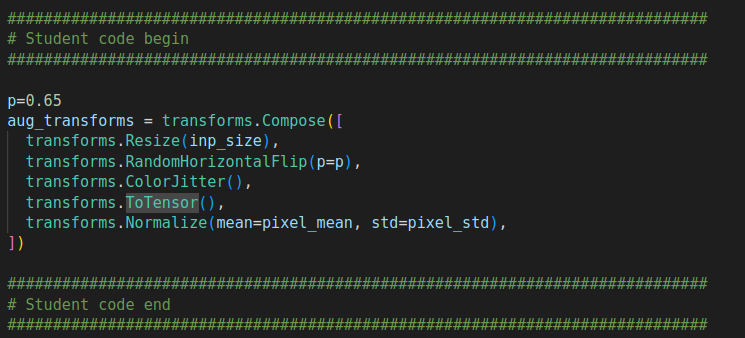 #############################################################################
# Student code begin
#############################################################################
p=0.65
aug_transforms = transforms.Compose([
  transforms.Resize(inp_size),
  transforms.RandomHorizontalFlip(p=p),
  transforms.ColorJitter(),
  transforms.ToTensor(),
  transforms.Normalize(mean=pixel_mean, std=pixel_std),
])
#############################################################################
# Student code end
#############################################################################